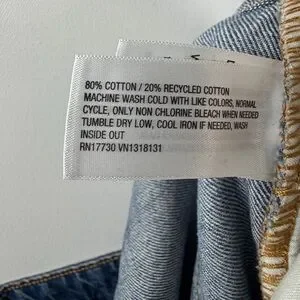 80% COTTON / 20% RECYCLED COTTON
MACHINE WASH COLD WITH LIKE COLORS, NORMAL
CYCLE, ONLY NON CHLORINE BLEACH WHEN NEEDED
TUMBLE DRY LOW, COOL IRON IF NEEDED, WASH
INSIDE OUT
RN17730 VN1318131